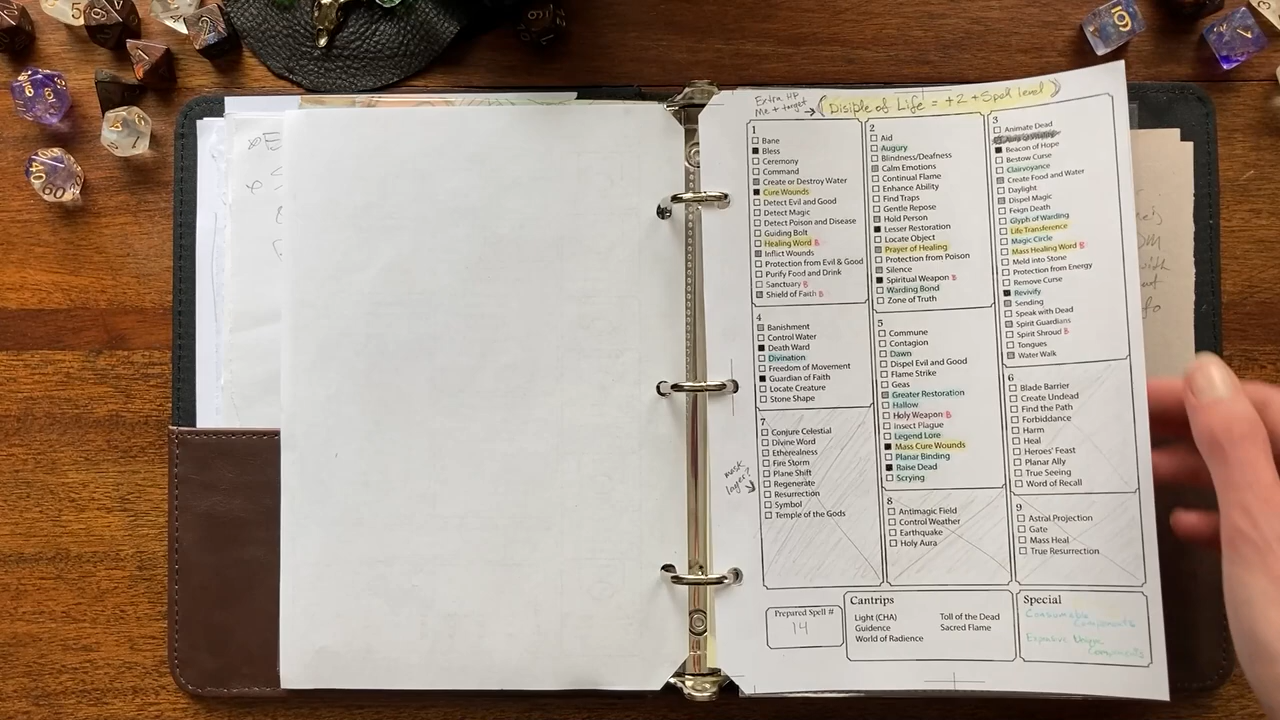 Extra HP
Me + target
(Disiple of Life = +2 + Spell level)
1
Bane
Bless
Ceremony
Command
Create or Destroy Water
Cure Wounds
Detect Evil and Good
Detect Magic
Detect Poison and Disease
Guiding Bolt
Healing Word B
Inflict Wounds
Protection from Evil & Good
Purify Food and Drink
Sanctuary B
Shield of Faith B
2
Aid
Augury
Blindness/Deafness
Calm Emotions
Continual Flame
Enhance Ability
Find Traps
Gentle Repose
Hold Person
Lesser Restoration
Locate Object
Prayer of Healing
Protection from Poison
Silence
Spiritual Weapon B
Warding Bond
Zone of Truth
3
Animate Dead
Beacon of Hope
Bestow Curse
Clairvoyance
Create Food and Water
Daylight
Dispel Magic
Feign Death
Glyph of Warding
Life Transference
Magic Circle
Mass Healing Word B
Meld into Stone
Protection from Energy
Remove Curse
Revivify
Sending
Speak with Dead
Spirit Guardians
Spirit Shroud B
Tongues
Water Walk
4
Banishment
Control Water
Death Ward
Divination
Freedom of Movement
Guardian of Faith
Locate Creature
Stone Shape
5
Commune
Contagion
Dawn
Dispel Evil and Good
Flame Strike
Geas
Greater Restoration
Hallow
Holy Weapon B
Insect Plague
Legend Lore
Mass Cure Wounds
Planar Binding
Raise Dead
Scrying
6
Blade Barrier
Create Undead
Find the Path
Forbiddance
Harm
Heal
Heroes' Feast
Planar Ally
True Seeing
Word of Recall
7
Conjure Celestial
Divine Word
Etherealness
Fire Storm
Plane Shift
Regenerate
Resurrection
Symbol
Temple of the Gods
8
Antimagic Field
Control Weather
Earthquake
Holy Aura
9
Astral Projection
Gate
Mass Heal
True Resurrection
Prepared Spell #
14
Cantrips
Light (CHA)
Guidence
World of Radience
Toll of the Dead
Sacred Flame
Special
Consumable
Components
Expensive Unique
Components